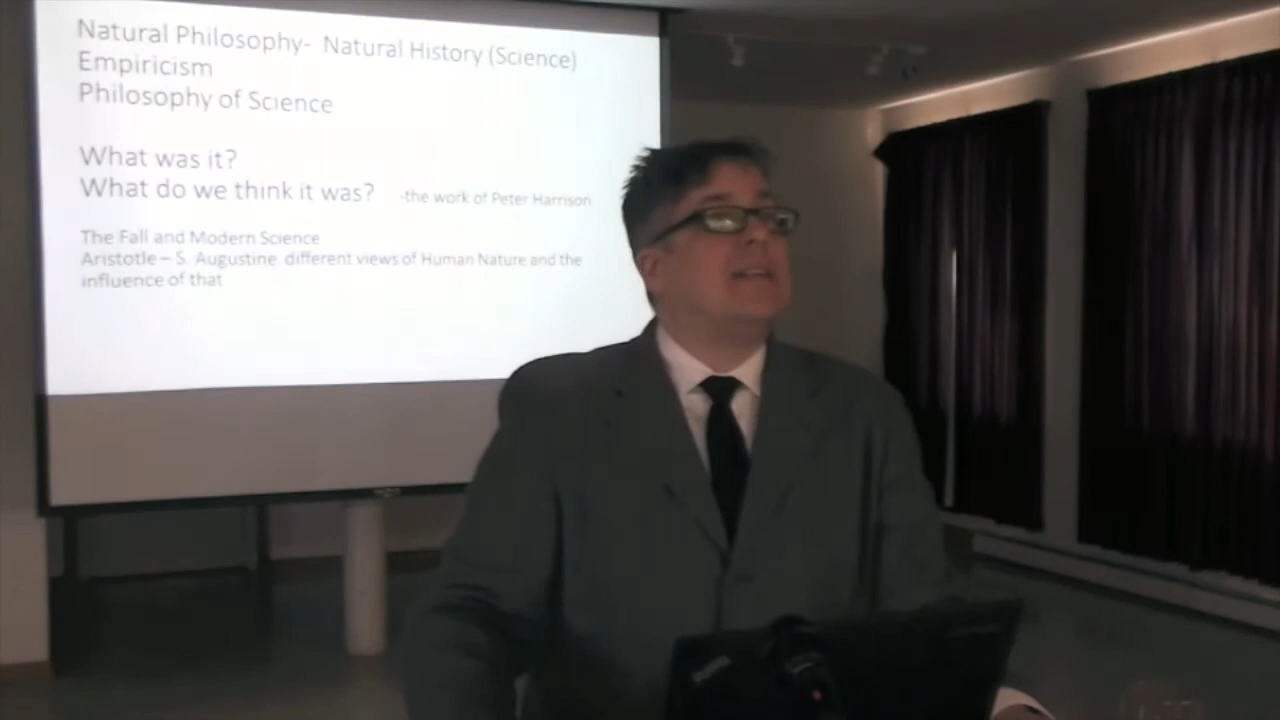 Natural Philosophy- Natural History (Science)
Empiricism
Philosophy of Science
What was it?
What do we think it was? -the work of Peter Harrison
The Fall and Modern Science
Aristotle – S. Augustine different views of Human Nature and the
influence of that